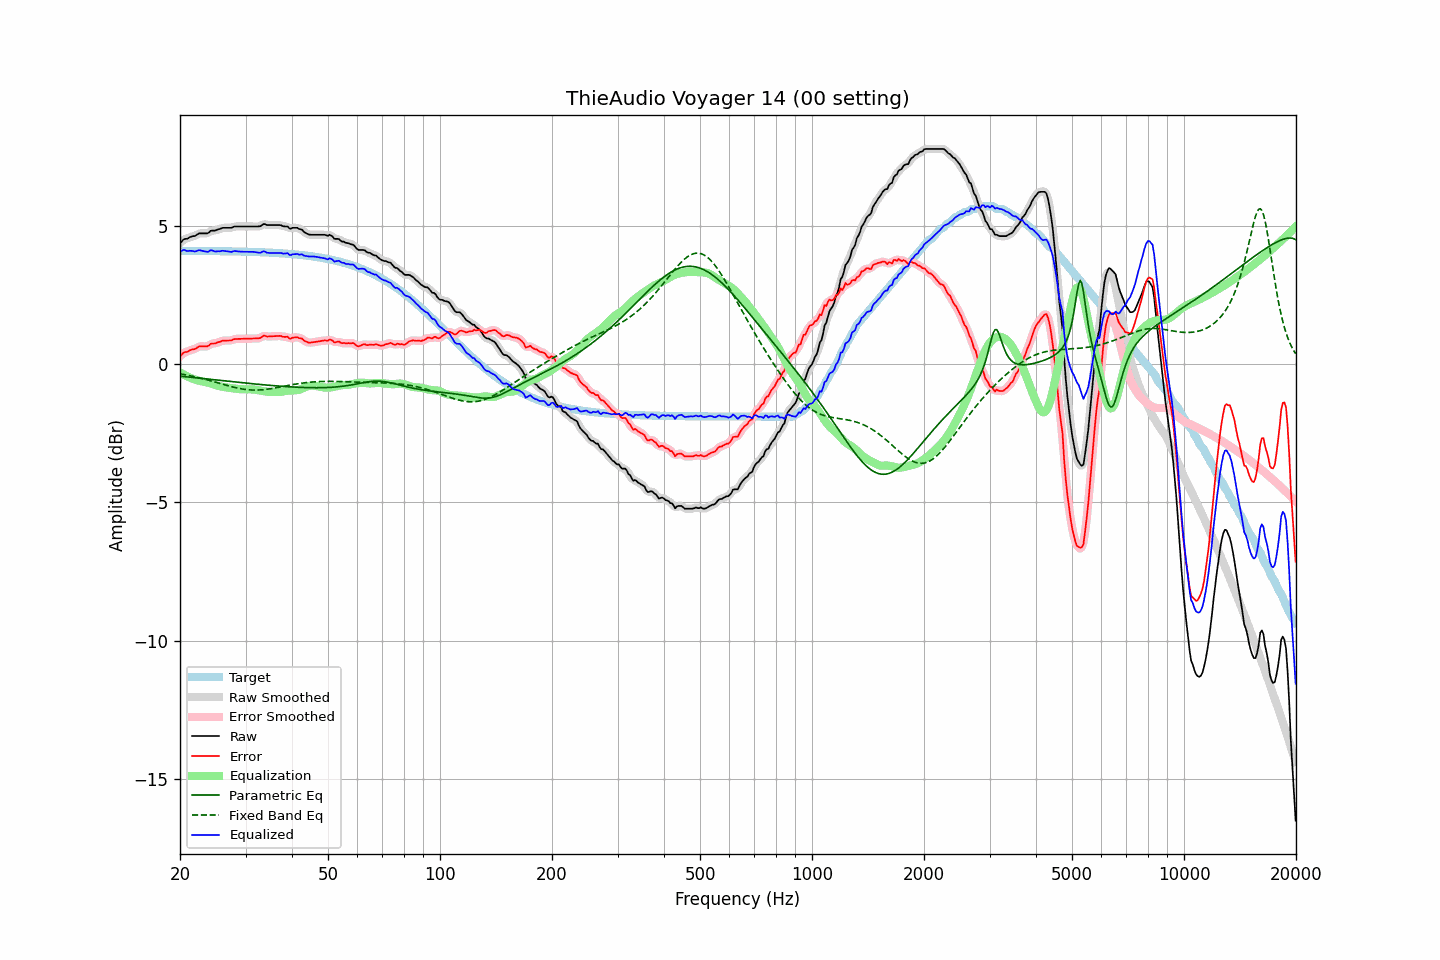 ThieAudio Voyager 14 (00 setting)
Amplitude (dBr)
5
0
−5
−10
−15
Target
Raw Smoothed
Error Smoothed
Raw
Error
Equalization
Parametric Eq
Fixed Band Eq
Equalized
20 50 100 200 500 1000 2000 5000 10000 20000
Frequency (Hz)